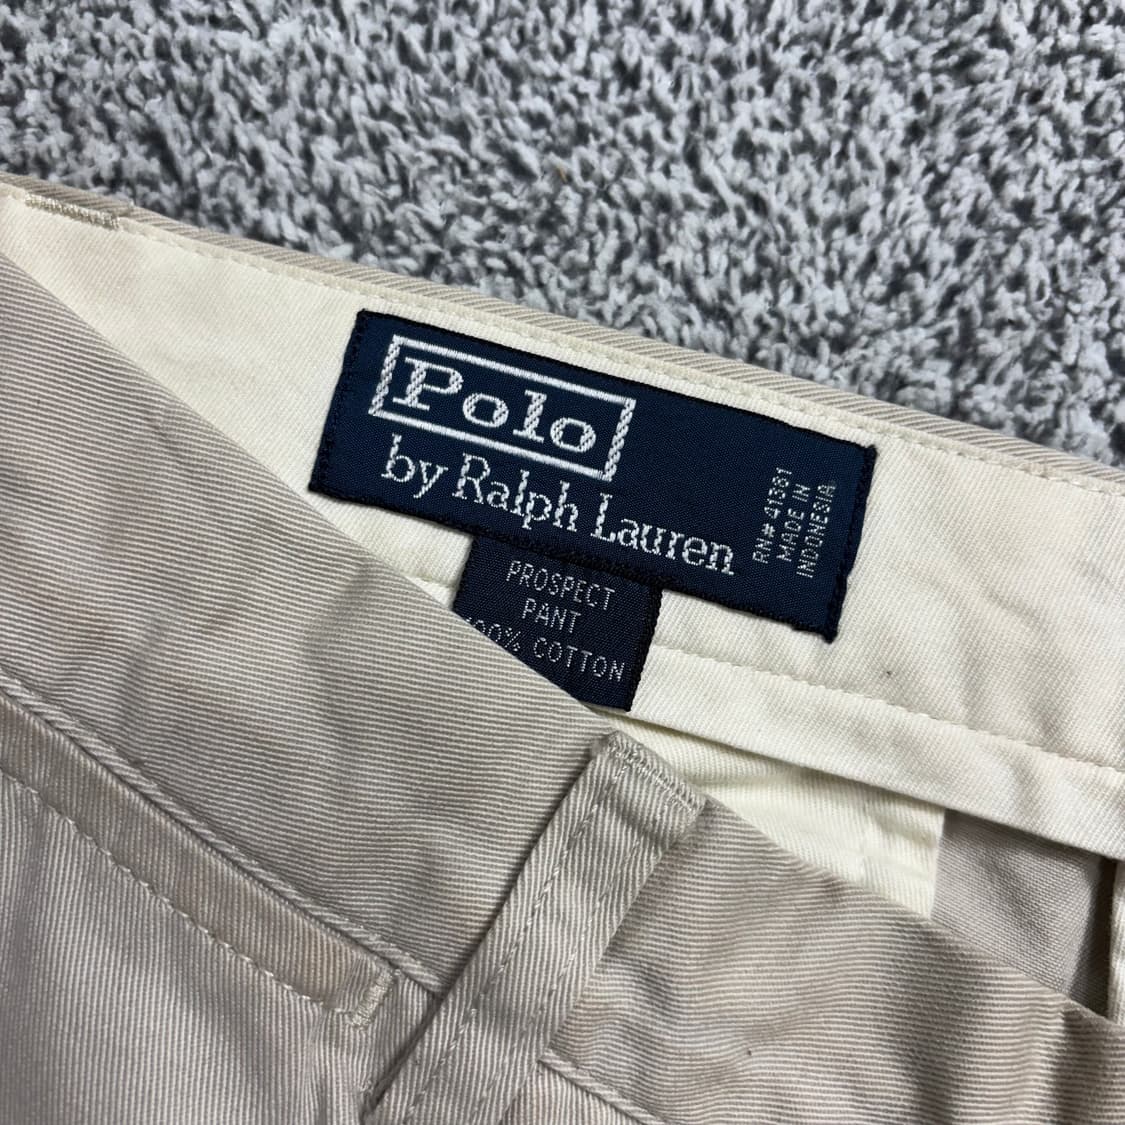 Polo
by Ralph Lauren
RN# 41381
MADE IN
INDONESIA
PROSPECT
PANT
100% COTTON